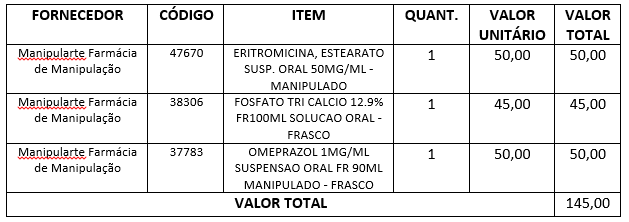 FORNECEDOR CÓDIGO ITEM QUANT. VALOR UNITÁRIO VALOR TOTAL
Manipularte Farmácia de Manipulação 47670 ERITROMICINA, ESTEARATO SUSP. ORAL 50MG/ML - MANIPULADO 1 50,00 50,00
Manipularte Farmácia de Manipulação 38306 FOSFATO TRI CALCIO 12.9% FR100ML SOLUCAO ORAL - FRASCO 1 45,00 45,00
Manipularte Farmácia de Manipulação 37783 OMEPRAZOL 1MG/ML SUSPENSAO ORAL FR 90ML MANIPULADO - FRASCO 1 50,00 50,00
VALOR TOTAL 145,00